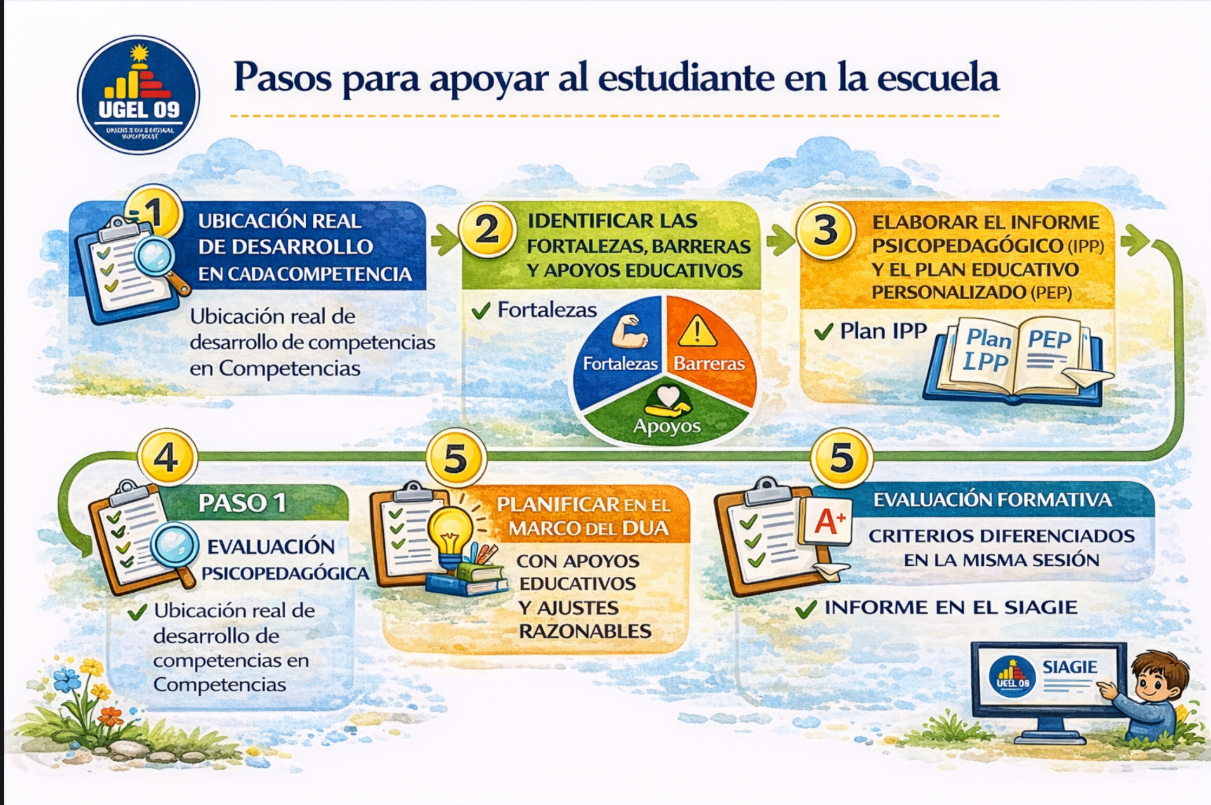 UGEL 09
Pasos para apoyar al estudiante en la escuela
1
UBICACIÓN REAL
DE DESARROLLO
EN CADA COMPETENCIA
Ubicación real de
desarrollo de competencias
en Competencias
2
IDENTIFICAR LAS
FORTALEZAS, BARRERAS
Y APOYOS EDUCATIVOS
Fortalezas
Fortalezas
Barreras
Apoyos
3
ELABORAR EL INFORME
PSICOPEDAGÓGICO (IPP)
Y EL PLAN EDUCATIVO
PERSONALIZADO (PEP)
Plan IPP
Plan
LPP
PEP
4
PASO 1
EVALUACIÓN
PSICOPEDAGÓGICA
Ubicación real de
desarrollo de
competencias en
Competencias
5
PLANIFICAR EN EL
MARCO DEL DUA
CON APOYOS
EDUCATIVOS
Y AJUSTES
RAZONABLES
5
A+
EVALUACIÓN FORMATIVA
CRITERIOS DIFERENCIADOS
EN LA MISMA SESIÓN
INFORME EN EL SIAGIE
UGEL 09
SIAGIE